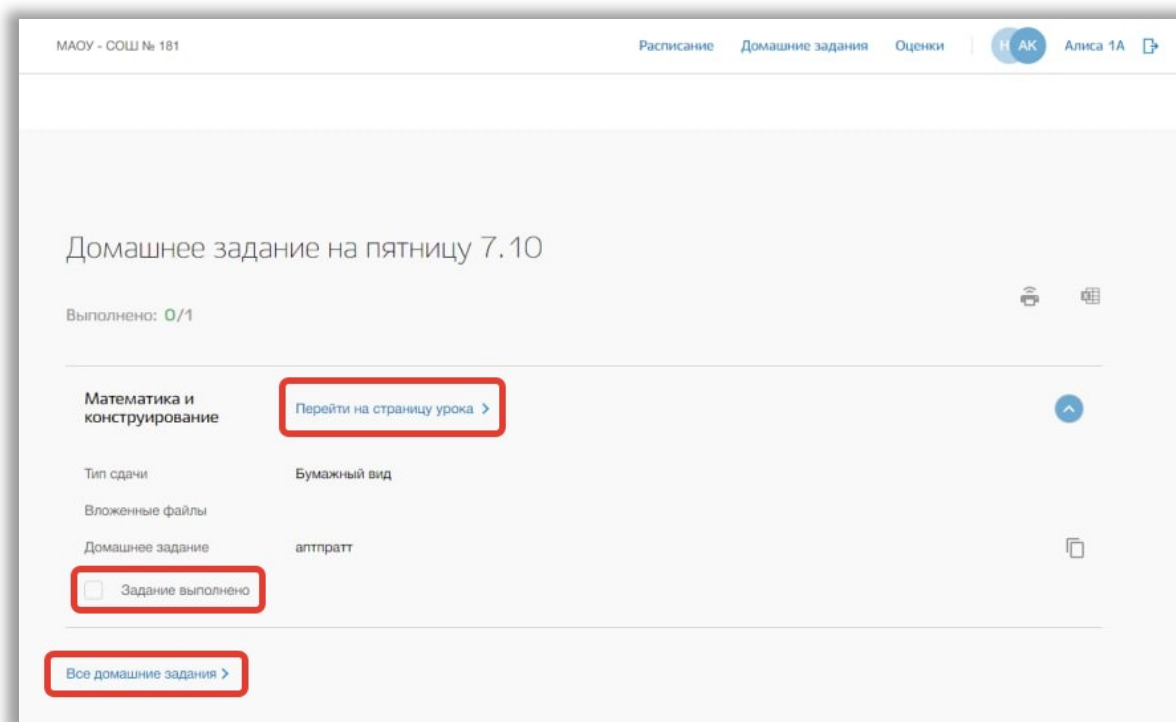 МАОУ - СОШ № 181
Расписание Домашние задания Оценки Н АК Алиса 1А
Домашнее задание на пятницу 7.10
Выполнено: 0/1
Математика и
конструирование
Перейти на страницу урока
Тип сдачи Бумажный вид
Вложенные файлы
Домашнее задание аптпратт
Задание выполнено
Все домашние задания